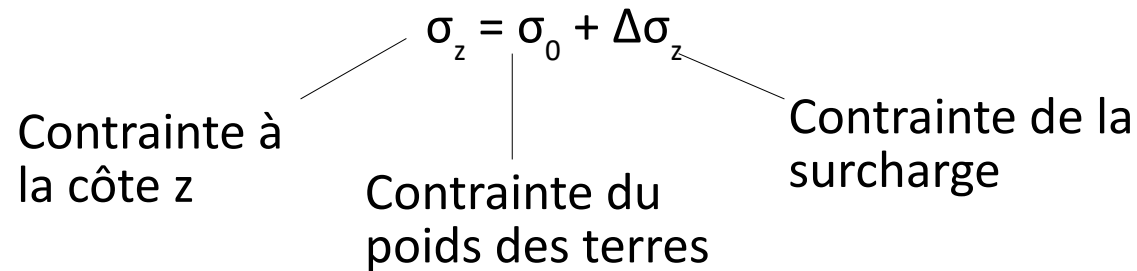 σz = σ0 + Δσz
Contrainte à
la côte z
Contrainte du
poids des terres
Contrainte de la
surcharge